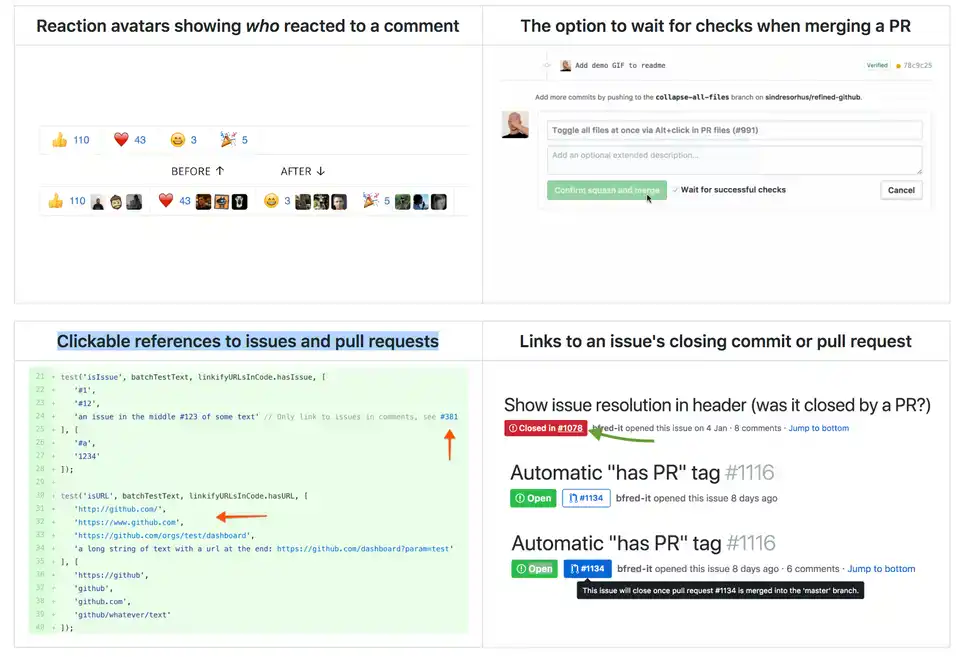 Reaction avatars showing who reacted to a comment
110 43 3 5
BEFORE ↑ AFTER ↓
110 43 3 5
The option to wait for checks when merging a PR
Add demo GIF to readme Verified 78c9c25
Add more commits by pushing to the collapse-all-files branch on sindresorhus/refined-github.
Toggle all files at once via Alt+click in PR files (#991)
Add an optional extended description...
Confirm squash and merge ✓ Wait for successful checks Cancel
Clickable references to issues and pull requests
21 + test('isIssue', batchTestText, linkifyURLsInCode.hasIssue, [
22 + '#1',
23 + '#12',
24 + 'an issue in the middle #123 of some text' // Only link to issues in comments, see #381
25 + ], [
26 + '#a',
27 + '1234'
28 + ]);
29 +
30 + test('isURL', batchTestText, linkifyURLsInCode.hasURL, [
31 + 'http://github.com/',
32 + 'https://www.github.com',
33 + 'https://github.com/orgs/test/dashboard',
34 + 'a long string of text with a url at the end: https://github.com/dashboard?param=test'
35 + ], [
36 + 'https://github',
37 + 'github',
38 + 'github.com',
39 + 'github/whatever/text'
40 + ]);
Links to an issue's closing commit or pull request
Show issue resolution in header (was it closed by a PR?)
Closed in #1078 bfred-it opened this issue on 4 Jan · 8 comments · Jump to bottom
Automatic "has PR" tag #1116
Open #1134 bfred-it opened this issue 8 days ago
Automatic "has PR" tag #1116
Open #1134 bfred-it opened this issue 8 days ago · 6 comments · Jump to bottom
This issue will close once pull request #1134 is merged into the 'master' branch.